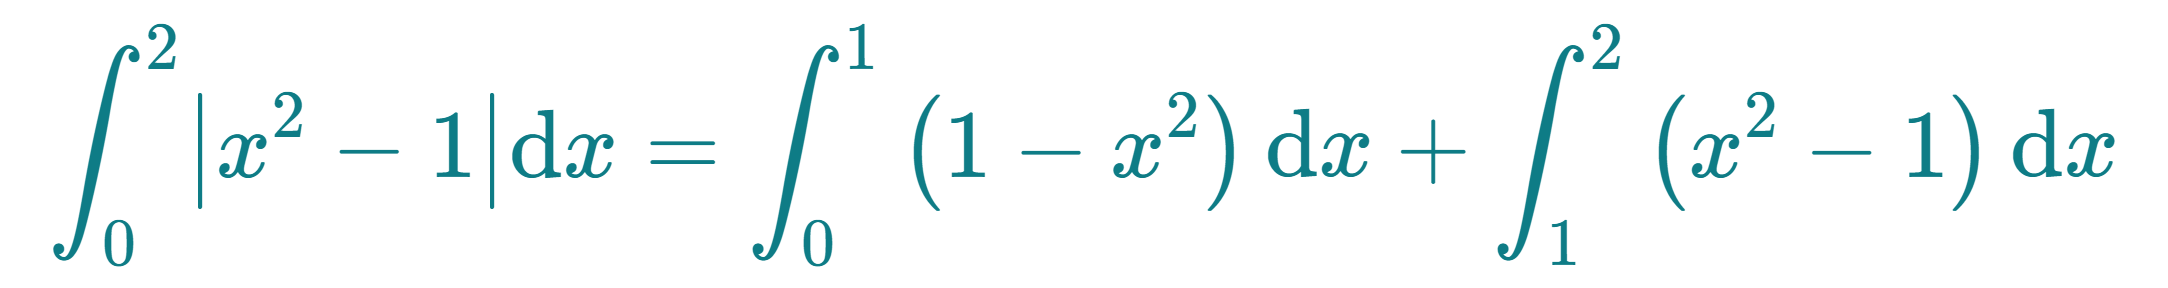 ∫₀² |x² − 1| dx = ∫₀¹ (1 − x²) dx + ∫₁² (x² − 1) dx